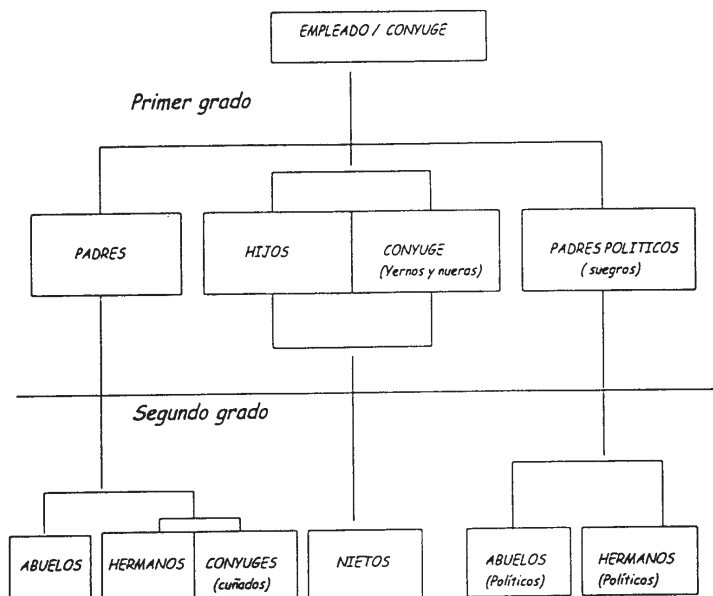 EMPLEADO / CONYUGE
Primer grado
PADRES
HIJOS
CONYUGE
(Yernos y nueras)
PADRES POLITICOS
(suegros)
Segundo grado
ABUELOS
HERMANOS
CONYUGES
(cuñados)
NIETOS
ABUELOS
(Políticos)
HERMANOS
(Políticos)